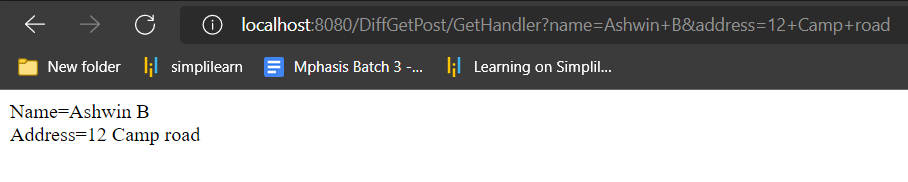 localhost:8080/DiffGetPost/GetHandler?name=Ashwin+B&address=12+Camp+road
New folder simplilearn Mphasis Batch 3 -... Learning on Simplil...
Name=Ashwin B
Address=12 Camp road